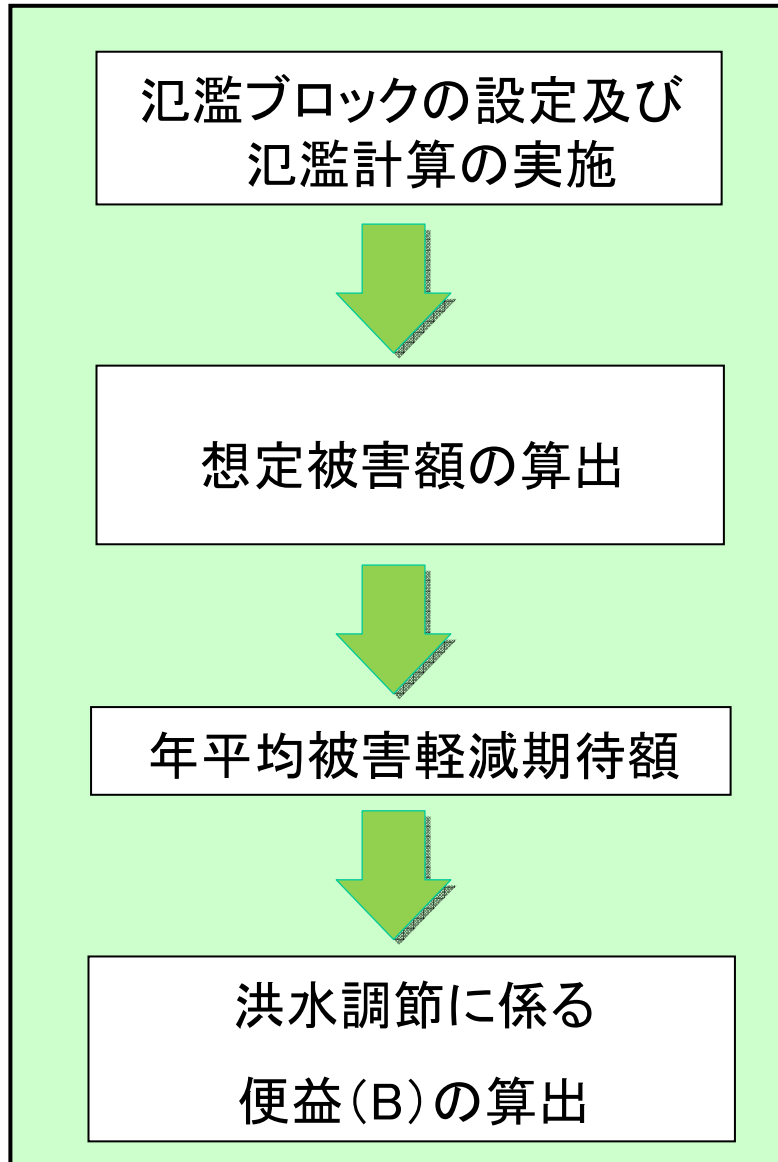 氾濫ブロックの設定及び
氾濫計算の実施
想定被害額の算出
年平均被害軽減期待額
洪水調節に係る
便益(B)の算出